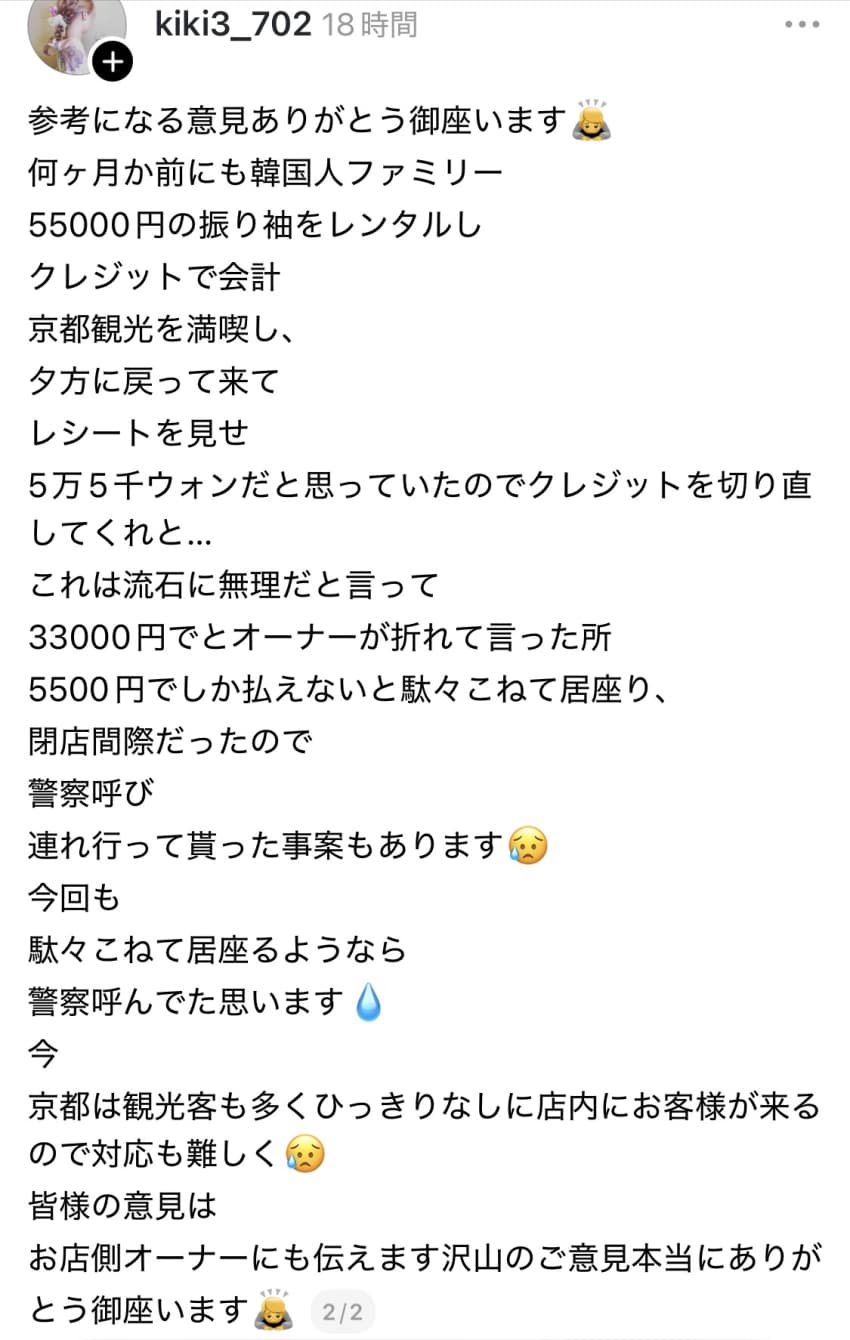 kiki3_702 18時間
参考になる意見ありがとう御座います🙇
何ヶ月か前にも韓国人ファミリー
55000円の振り袖をレンタルし
クレジットで会計
京都観光を満喫し、
夕方に戻って来て
レシートを見せ
5万5千ウォンだと思っていたのでクレジットを切り直
してくれと...
これは流石に無理だと言って
33000円でとオーナーが折れて言った所
5500円でしか払えないと駄々こねて居座り、
閉店間際だったので
警察呼び
連れ行って貰った事案もあります😥
今回も
駄々こねて居座るようなら
警察呼んでた思います💧
今
京都は観光客も多くひっきりなしに店内にお客様が来る
ので対応も難しく😥
皆様の意見は
お店側オーナーにも伝えます沢山のご意見本当にありが
とう御座います🙇 2/2